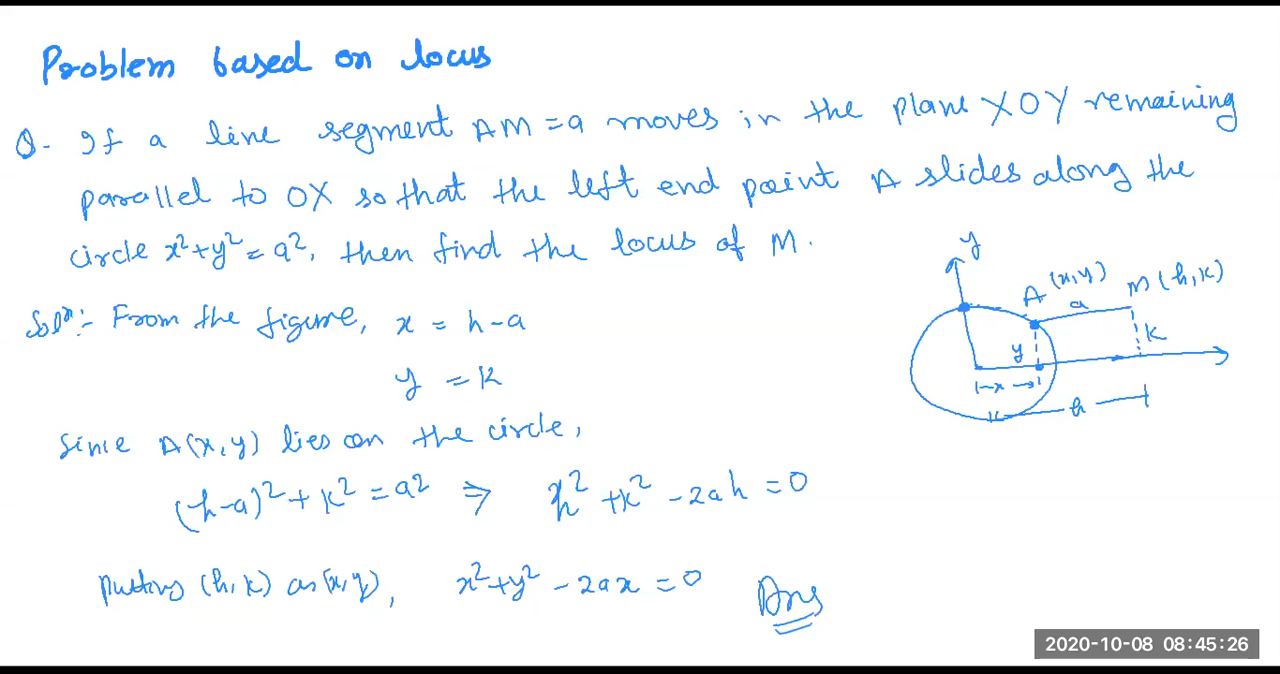 Problem based on locus
Q- If a line segment AM = a moves in the plane XOY remaining
parallel to OX so that the left end point A slides along the
circle x² + y² = a², then find the locus of M.
Solⁿ:- From the figure, x = h - a
y = k
Since A(x,y) lies on the circle,
(h-a)² + k² = a² ⇒ h² + k² - 2ah = 0
Putting (h,k) as (x,y), x² + y² - 2ax = 0 Ans
y
A (x,y)
M (h,k)
a
y
k
x
h
2020-10-08 08:45:26